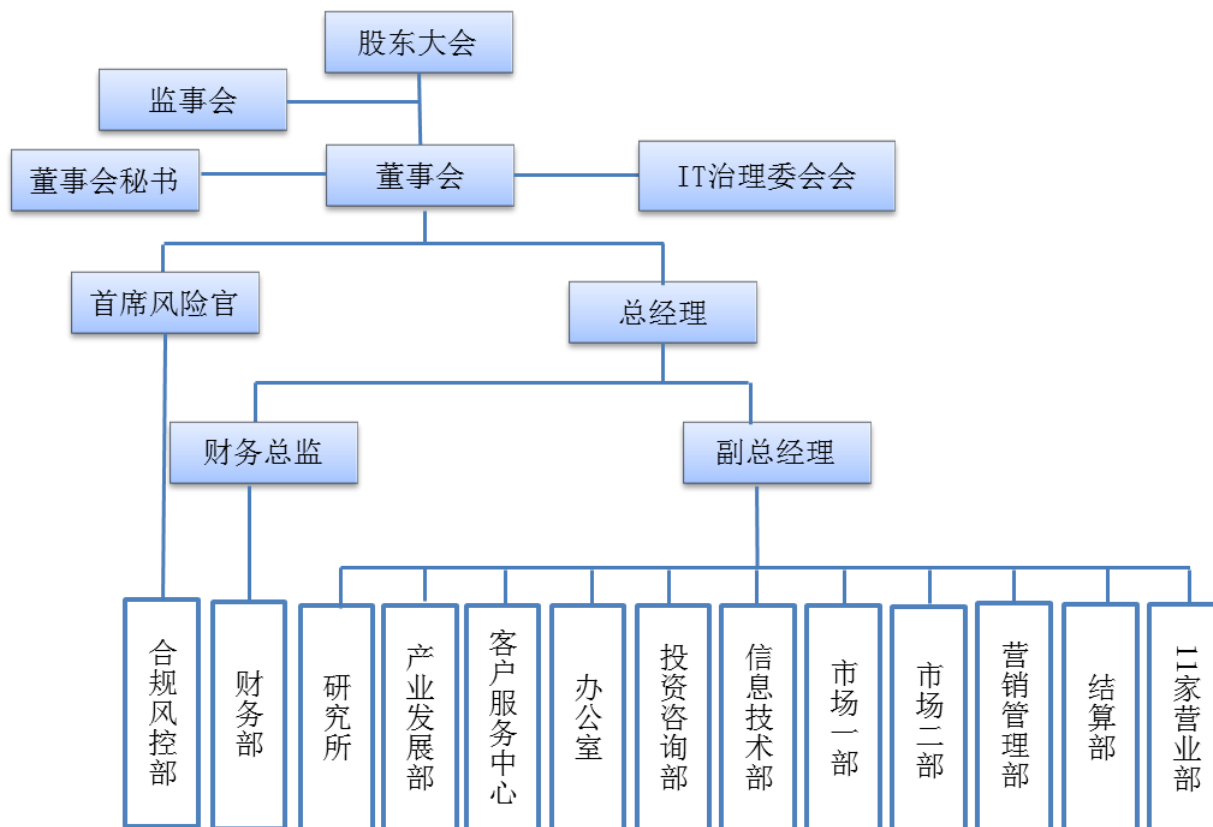 股东大会
监事会
董事会秘书
董事会
IT治理委会会
首席风险官
总经理
财务总监
副总经理
合规风控部
财务部
研究所
产业发展部
客户服务中心
办公室
投资咨询部
信息技术部
市场一部
市场二部
营销管理部
结算部
11家营业部